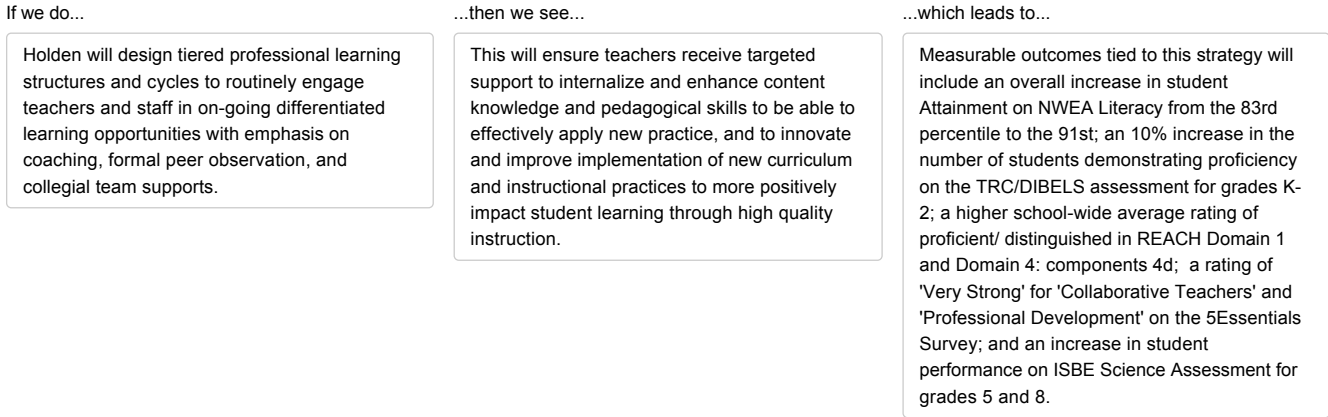 If we do...
Holden will design tiered professional learning
structures and cycles to routinely engage
teachers and staff in on-going differentiated
learning opportunities with emphasis on
coaching, formal peer observation, and
collegial team supports.
...then we see...
This will ensure teachers receive targeted
support to internalize and enhance content
knowledge and pedagogical skills to be able to
effectively apply new practice, and to innovate
and improve implementation of new curriculum
and instructional practices to more positively
impact student learning through high quality
instruction.
...which leads to...
Measurable outcomes tied to this strategy will
include an overall increase in student
Attainment on NWEA Literacy from the 83rd
percentile to the 91st; an 10% increase in the
number of students demonstrating proficiency
on the TRC/DIBELS assessment for grades K-
2; a higher school-wide average rating of
proficient/ distinguished in REACH Domain 1
and Domain 4: components 4d;  a rating of
'Very Strong' for 'Collaborative Teachers' and
'Professional Development' on the 5Essentials
Survey; and an increase in student
performance on ISBE Science Assessment for
grades 5 and 8.